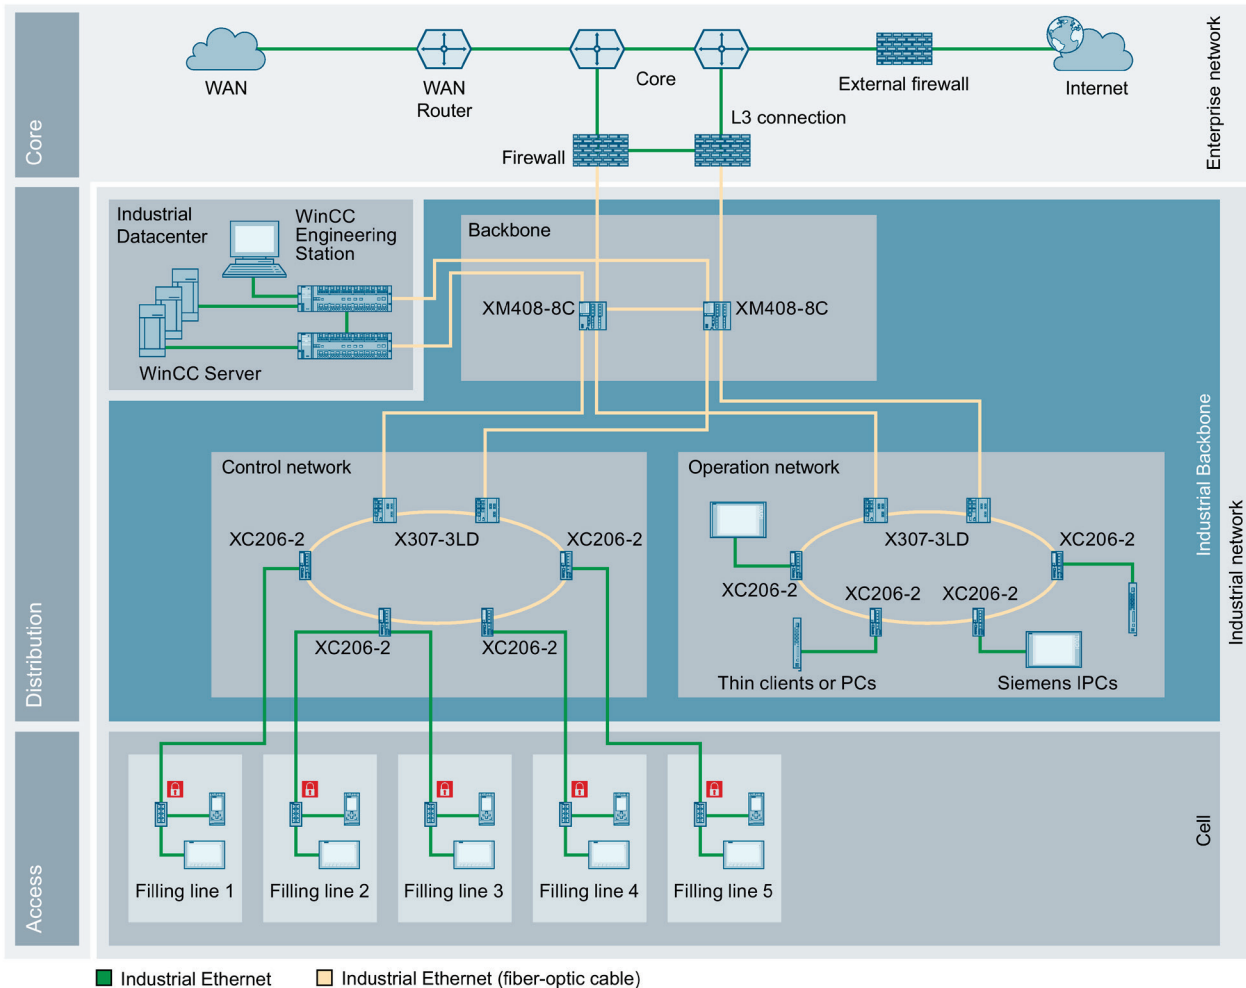 WAN
WAN
Router
Core
External firewall
Internet
L3 connection
Firewall
Core
Enterprise network
Industrial
Datacenter
WinCC
Engineering
Station
WinCC Server
Backbone
XM408-8C
XM408-8C
Control network
XC206-2
X307-3LD
XC206-2
XC206-2
XC206-2
Operation network
X307-3LD
XC206-2
XC206-2
XC206-2
XC206-2
Thin clients or PCs
Siemens IPCs
Industrial Backbone
Industrial network
Distribution
Filling line 1
Filling line 2
Filling line 3
Filling line 4
Filling line 5
Cell
Access
Industrial Ethernet
Industrial Ethernet (fiber-optic cable)